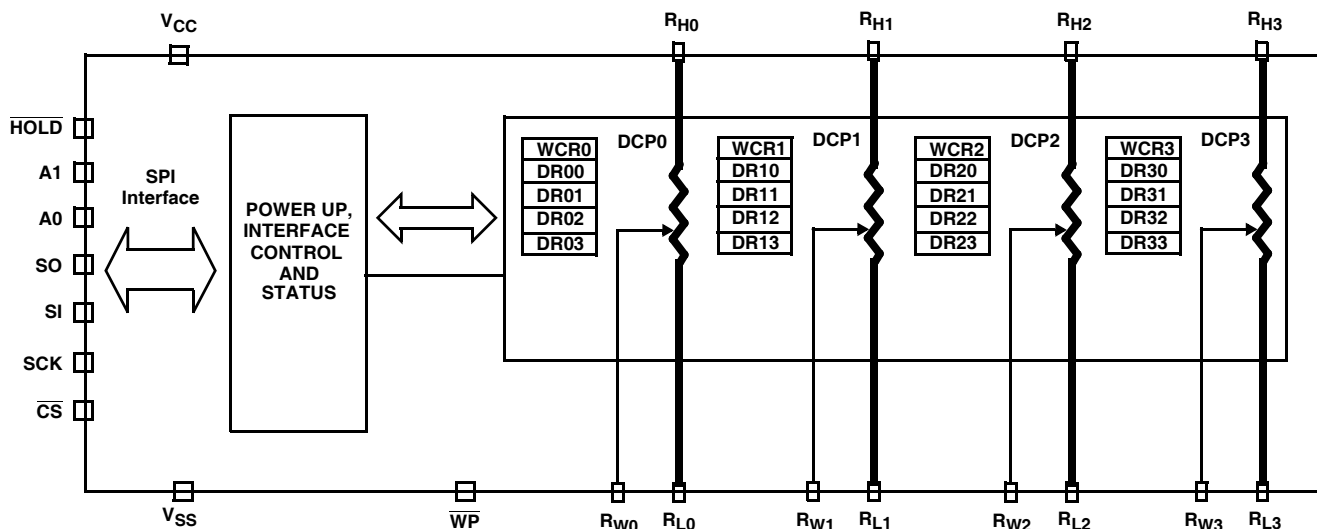 VCC
RH0
RH1
RH2
RH3
HOLD
A1
A0
SO
SI
SCK
CS
SPI
Interface
POWER UP,
INTERFACE
CONTROL
AND
STATUS
WCR0
DR00
DR01
DR02
DR03
DCP0
WCR1
DR10
DR11
DR12
DR13
DCP1
WCR2
DR20
DR21
DR22
DR23
DCP2
WCR3
DR30
DR31
DR32
DR33
DCP3
VSS
WP
RW0
RL0
RW1
RL1
RW2
RL2
RW3
RL3